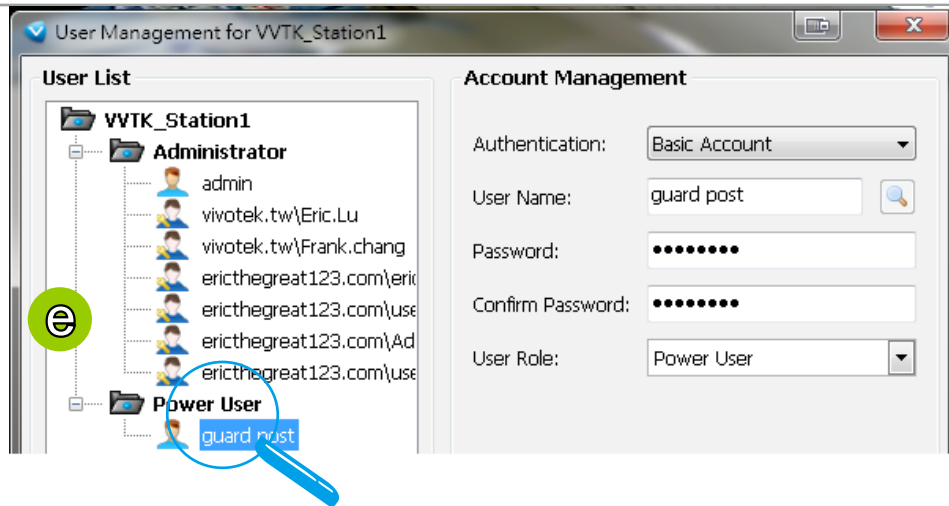 User Management for VVTK_Station1
User List
VVTK_Station1
Administrator
admin
vivotek.tw\Eric.Lu
vivotek.tw\Frank.chang
ericthegreat123.com\eric
ericthegreat123.com\use
ericthegreat123.com\Ad
ericthegreat123.com\use
Power User
guard post
e
Account Management
Authentication: Basic Account
User Name: guard post
Password: ••••••••
Confirm Password: ••••••••
User Role: Power User